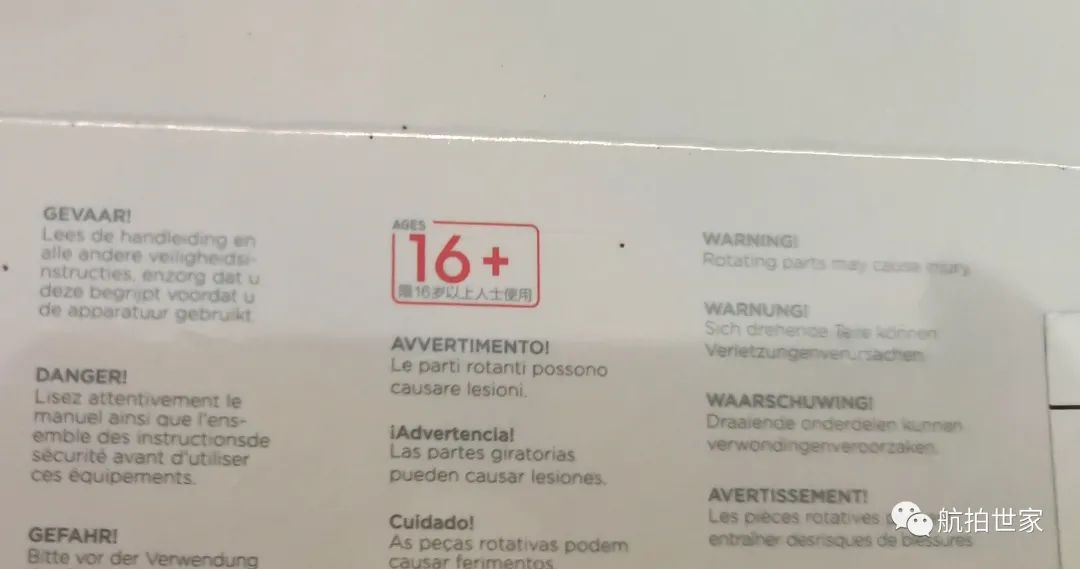 GEVAAR!
Lees de handleiding en
alle andere veiligheidsi-
nstructies, enzorg dat u
deze begrijpt voordat u
de apparatuur gebruikt.
DANGER!
Lisez attentivement le
manuel ainsi que l'ens-
emble des instructionsde
sécurité avant d'utiliser
ces équipements.
GEFAHR!
Bitte vor der Verwendung
AGES
16+
限16岁以上人士使用
AVVERTIMENTO!
Le parti rotanti possono
causare lesioni.
¡Advertencia!
Las partes giratorias
pueden causar lesiones.
Cuidado!
As peças rotativas podem
causar ferimentos
WARNING!
Rotating parts may cause injury.
WARNUNG!
Sich drehende Teile können
Verletzungenverursachen.
WAARSCHUWING!
Draaiende onderdelen kunnen
verwondingenveroorzaken.
AVERTISSEMENT!
Les pièces rotatives
entraîner desrisques de blessures
航拍世家